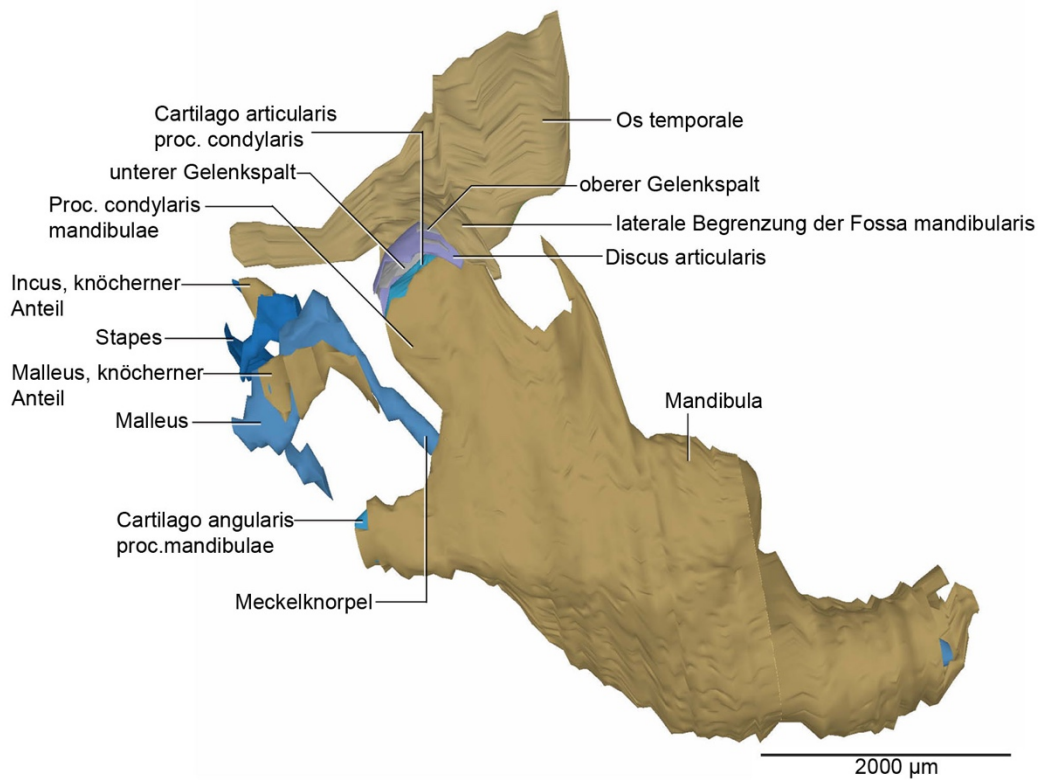 Cartilago articularis
proc. condylaris
Os temporale
unterer Gelenkspalt
oberer Gelenkspalt
Proc. condylaris
mandibulae
laterale Begrenzung der Fossa mandibularis
Discus articularis
Incus, knöcherner
Anteil
Stapes
Malleus, knöcherner
Anteil
Malleus
Mandibula
Cartilago angularis
proc.mandibulae
Meckelknorpel
2000 µm